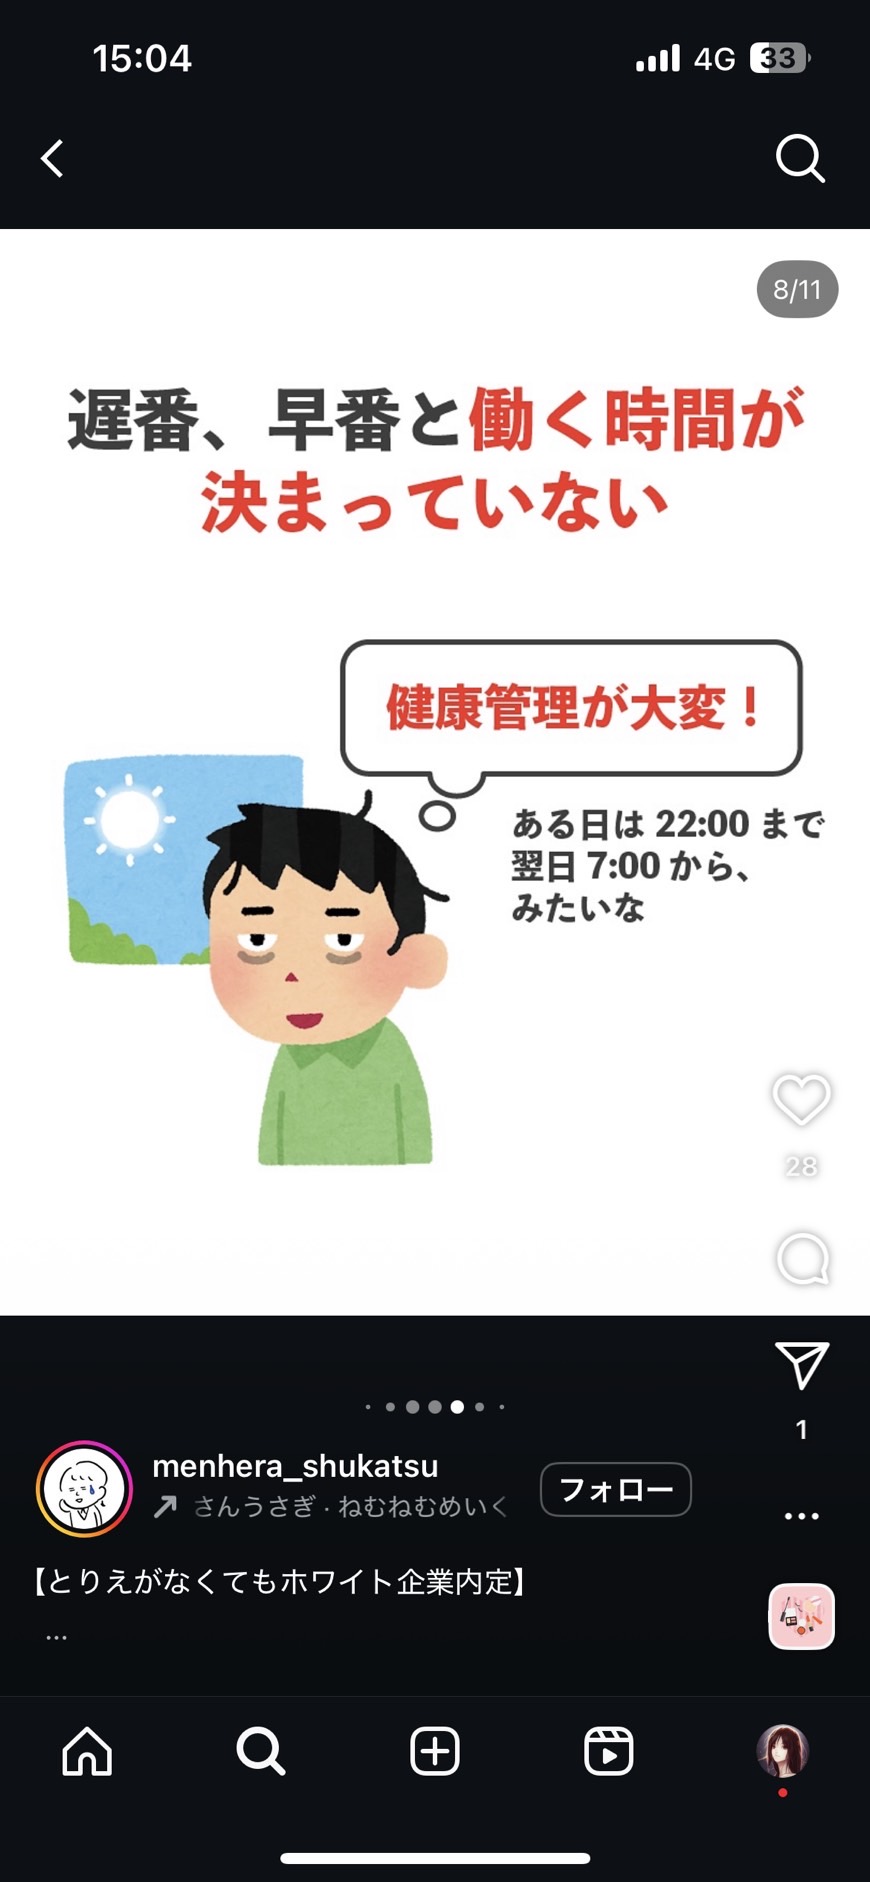 15:04
4G
33
8/11
遅番、早番と働く時間が
決まっていない
健康管理が大変！
ある日は 22:00 まで
翌日 7:00 から、
みたいな
28
1
menhera_shukatsu
さんうさぎ · ねむねむめいく
フォロー
【とりえがなくてもホワイト企業内定】
...